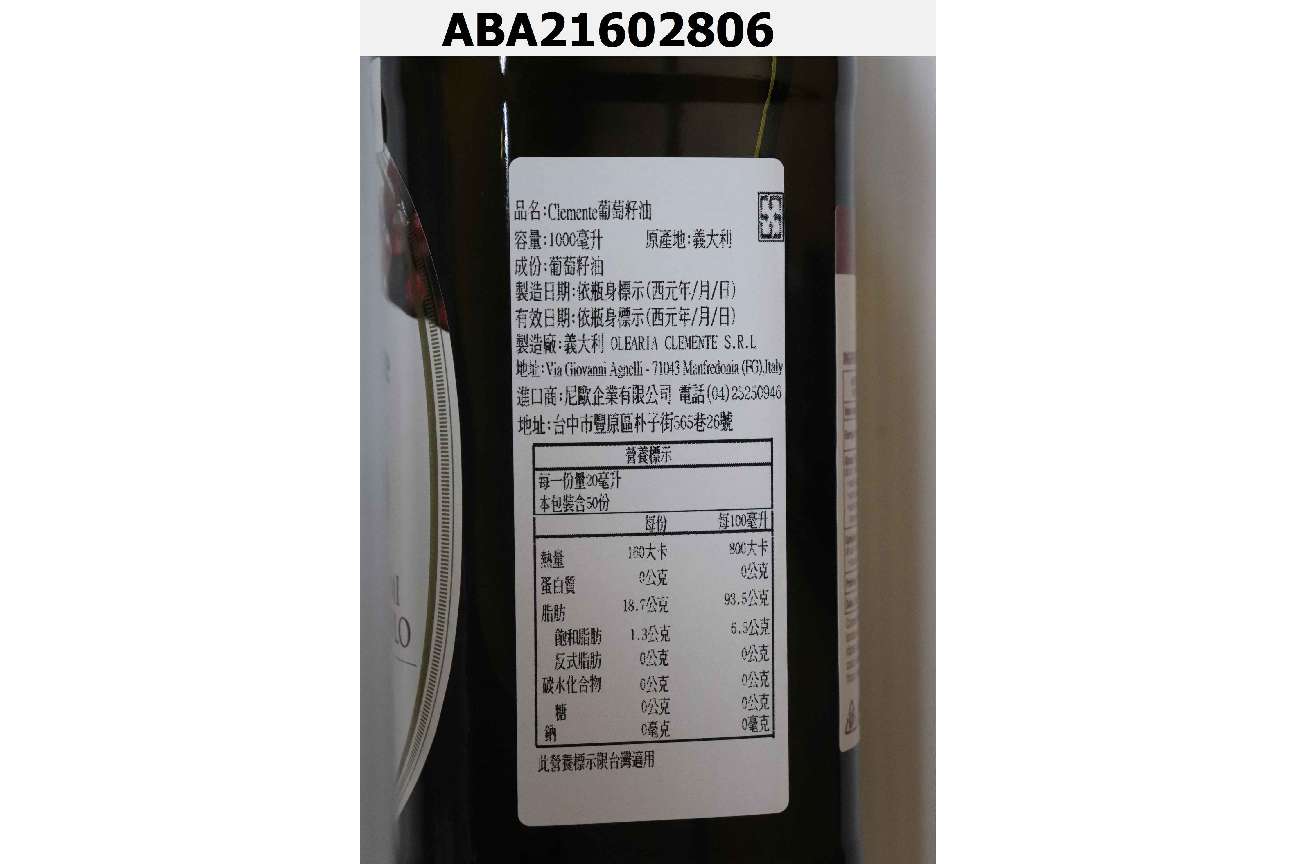 ABA21602806
品名:Clemente葡萄籽油
容量:1000毫升 原產地:義大利
成份:葡萄籽油
製造日期:依瓶身標示(西元年/月/日)
有效日期:依瓶身標示(西元年/月/日)
製造廠:義大利 OLEARIA CLEMENTE S.R.L
地址:Via Giovanni Agnelli - 71043 Manfredonia (FG).Italy
進口商:尼歐企業有限公司 電話(04)25250946
地址:台中市豐原區朴子街565巷26號
營養標示
每一份量20毫升
本包裝含50份
每份 每100毫升
熱量 160大卡 800大卡
蛋白質 0公克 0公克
脂肪 18.7公克 93.5公克
飽和脂肪 1.3公克 6.5公克
反式脂肪 0公克 0公克
碳水化合物 0公克 0公克
糖 0公克 0公克
鈉 0毫克 0毫克
此營養標示限台灣適用